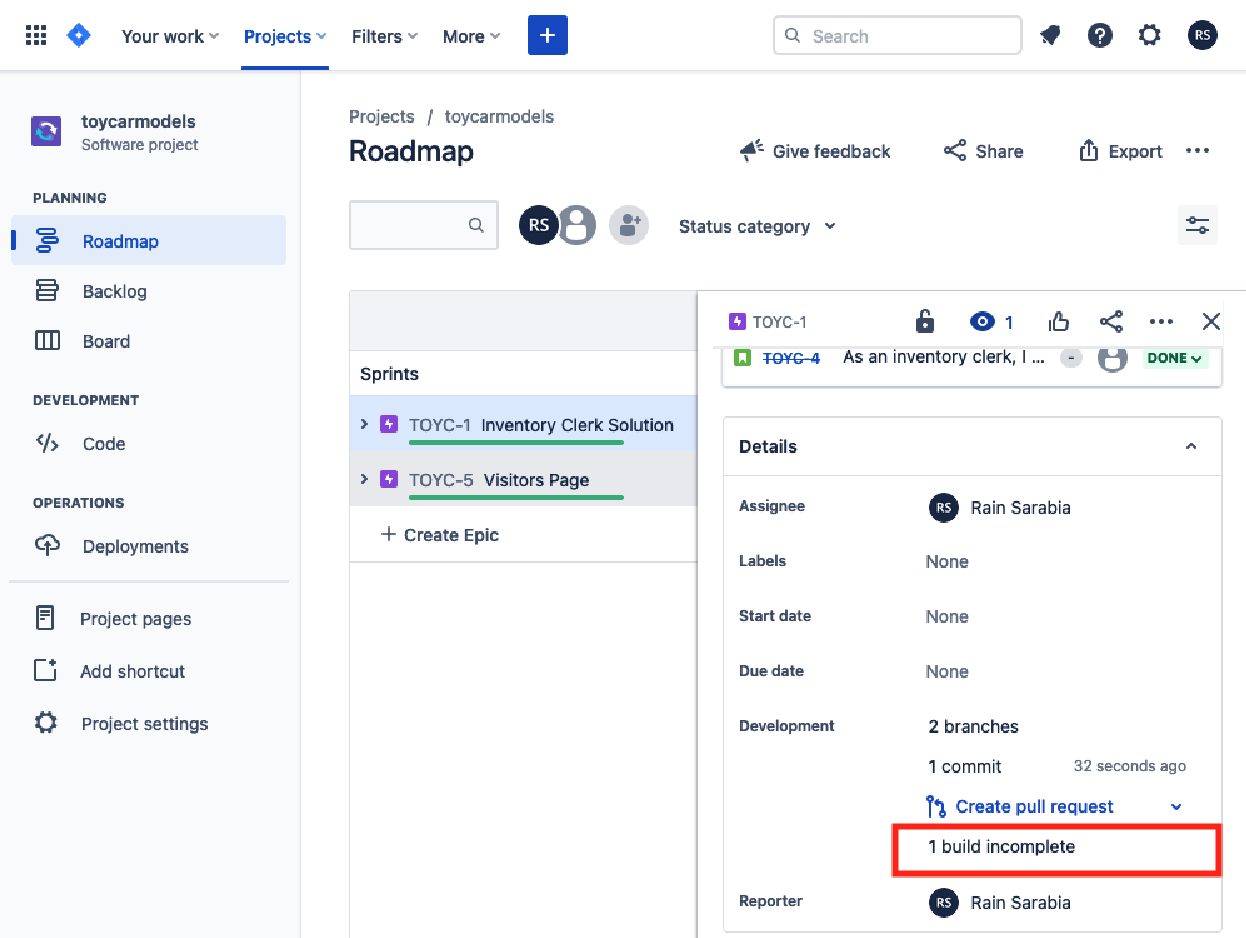 Your work Projects Filters More + Search ? RS
toycarmodels
Software project
PLANNING
Roadmap
Backlog
Board
DEVELOPMENT
Code
OPERATIONS
Deployments
Project pages
Add shortcut
Project settings
Projects / toycarmodels
Roadmap
Give feedback Share Export
RS Status category
Sprints
TOYC-1 Inventory Clerk Solution
TOYC-5 Visitors Page
+ Create Epic
TOYC-1 1
TOYC-4 As an inventory clerk, I ... - DONE
Details
Assignee RS Rain Sarabia
Labels None
Start date None
Due date None
Development 2 branches
1 commit 32 seconds ago
Create pull request
1 build incomplete
Reporter RS Rain Sarabia